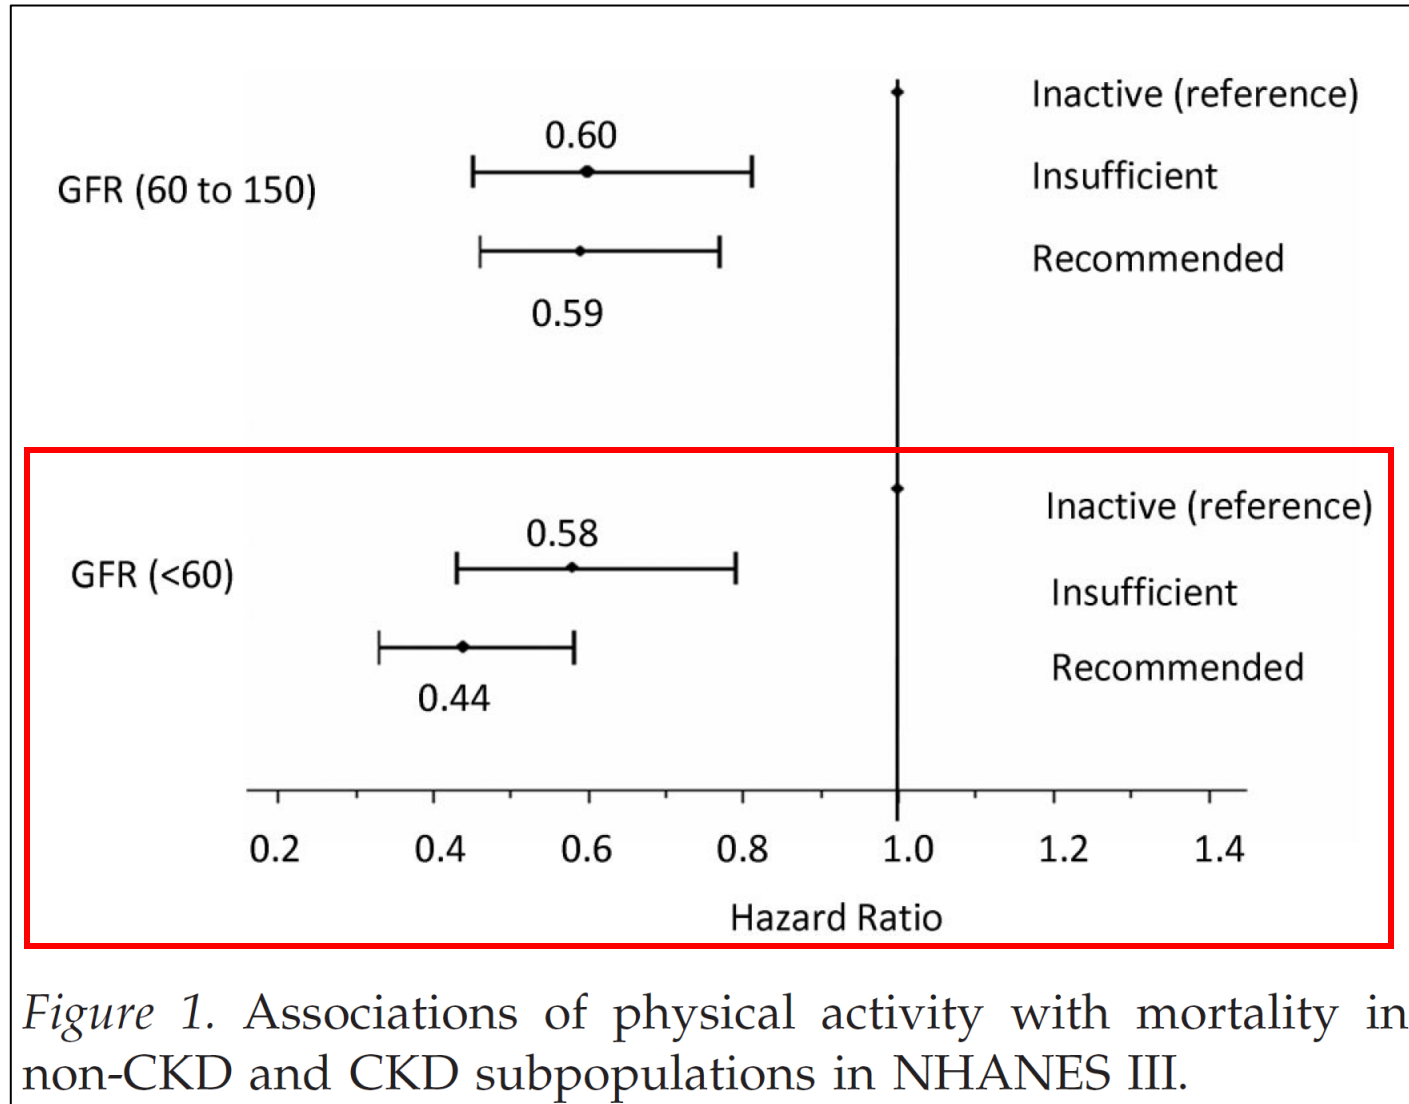 Inactive (reference)
0.60
GFR (60 to 150)
Insufficient
Recommended
0.59
Inactive (reference)
0.58
GFR (<60)
Insufficient
Recommended
0.44
0.2 0.4 0.6 0.8 1.0 1.2 1.4
Hazard Ratio
Figure 1. Associations of physical activity with mortality in
non-CKD and CKD subpopulations in NHANES III.